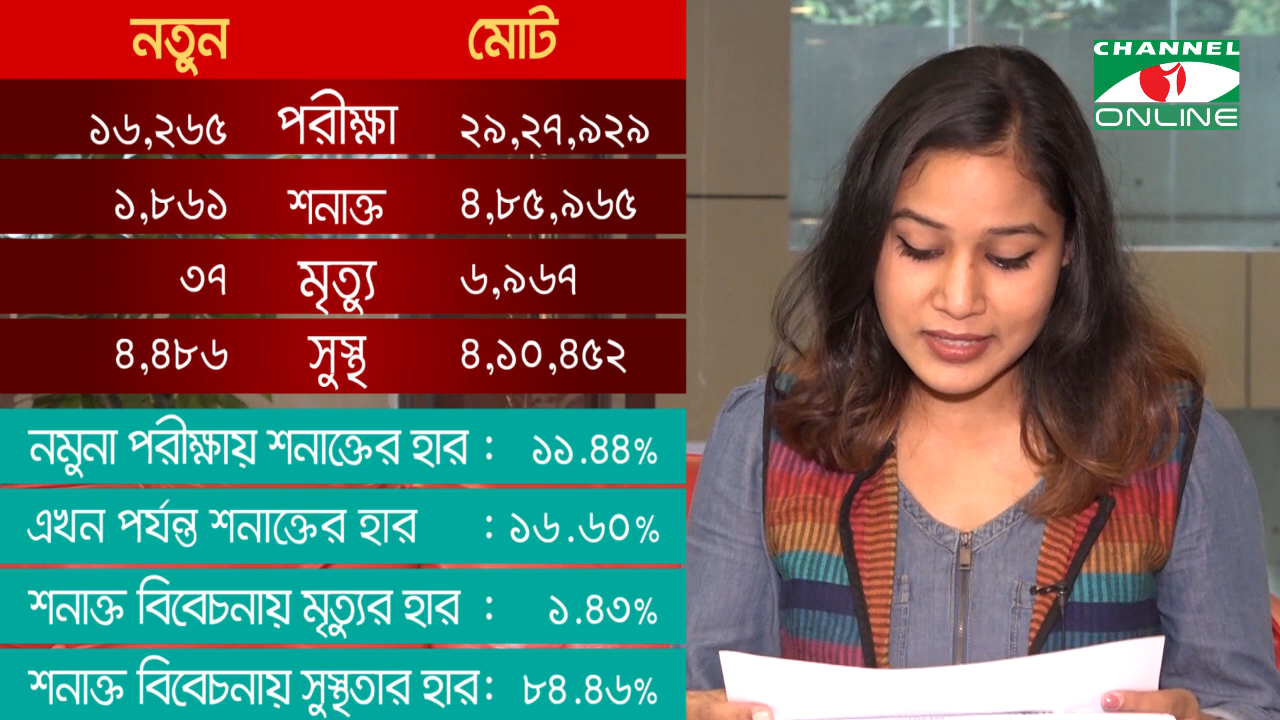 নতুন মোট
১৬,২৬৫ পরীক্ষা ২৯,২৭,৯২৯
১,৮৬১ শনাক্ত ৪,৮৫,৯৬৫
৩৭ মৃত্যু ৬,৯৬৭
৪,৪৮৬ সুস্থ ৪,১০,৪৫২
নমুনা পরীক্ষায় শনাক্তের হার : ১১.৪৪%
এখন পর্যন্ত শনাক্তের হার : ১৬.৬০%
শনাক্ত বিবেচনায় মৃত্যুর হার : ১.৪৩%
শনাক্ত বিবেচনায় সুস্থতার হার : ৮৪.৪৬%
CHANNEL
i
ONLINE